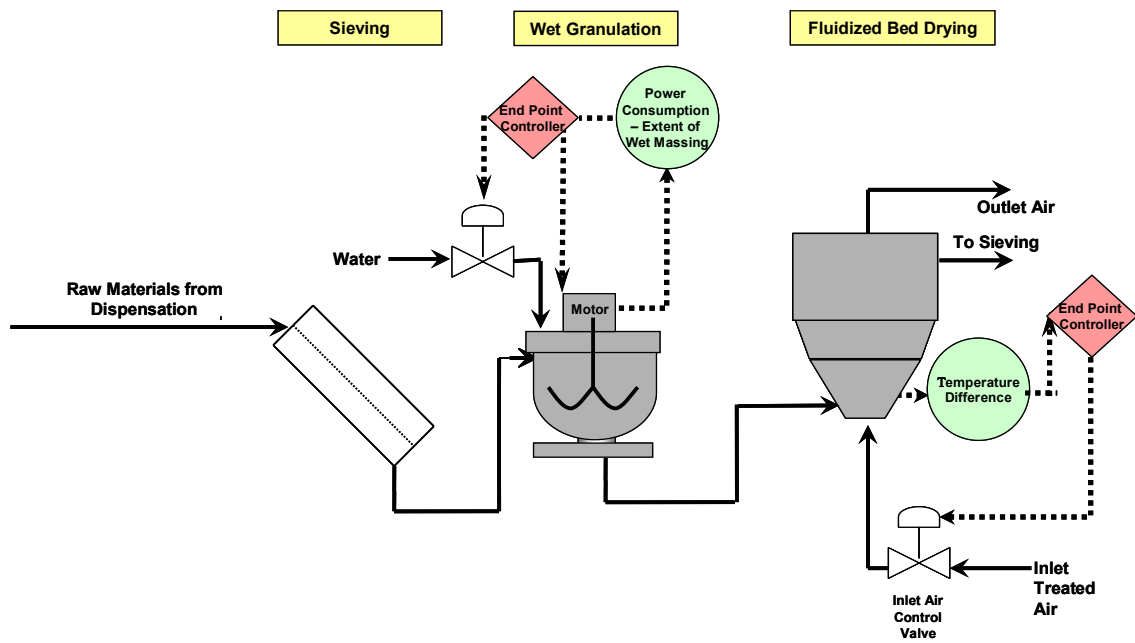 Sieving
Wet Granulation
Fluidized Bed Drying
End Point
Controller
Power
Consumption
– Extent of
Wet Massing
Outlet Air
To Sieving
Water
Raw Materials from
Dispensation
Motor
End Point
Controller
Temperature
Difference
Inlet
Treated
Air
Inlet Air
Control
Valve